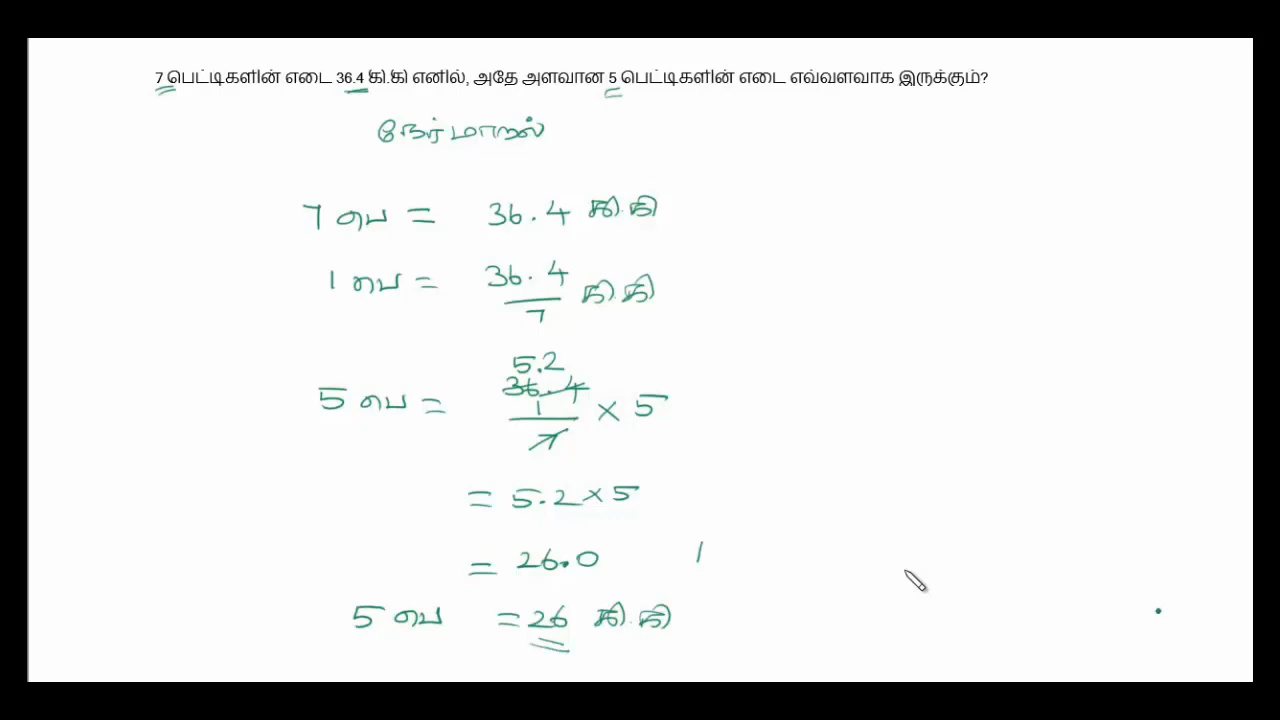 7 பெட்டிகளின் எடை 36.4 கி.கி எனில், அதே அளவான 5 பெட்டிகளின் எடை எவ்வளவாக இருக்கும்?
நேர்மாறல்
7 பெ = 36.4 கி.கி
1 பெ = 36.4/7 கி.கி
5.2
5 பெ = 36.4/7 × 5
1
= 5.2 × 5
= 26.0
5 பெ = 26 கி.கி